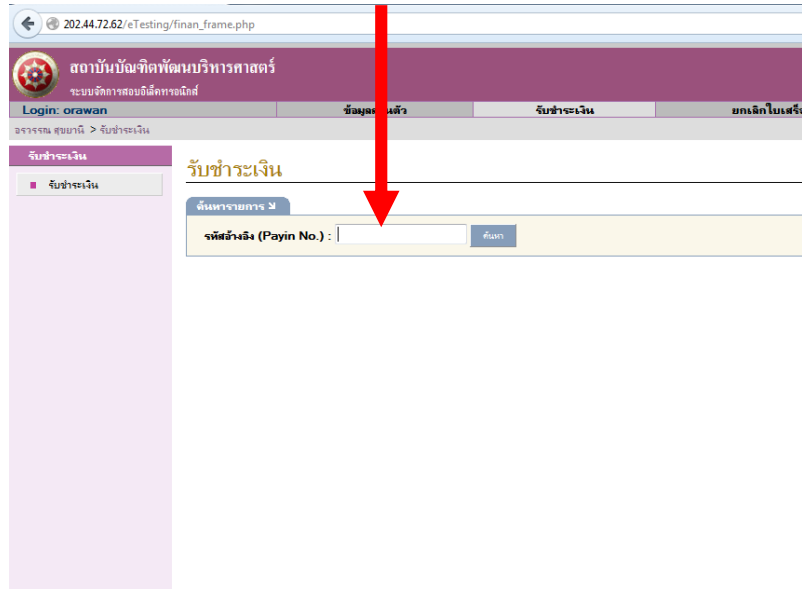 202.44.72.62/eTesting/finan_frame.php
สถาบันบัณฑิตพัฒนบริหารศาสตร์
ระบบจัดการสอบอิเล็คทรอนิกส์
Login: orawan ข้อมูลส่วนตัว รับชำระเงิน ยกเลิกใบเสร็จ
อรวรรณ สุขยานี > รับชำระเงิน
รับชำระเงิน
รับชำระเงิน
รับชำระเงิน
ค้นหารายการ
รหัสอ้างอิง (Payin No.) : ค้นหา